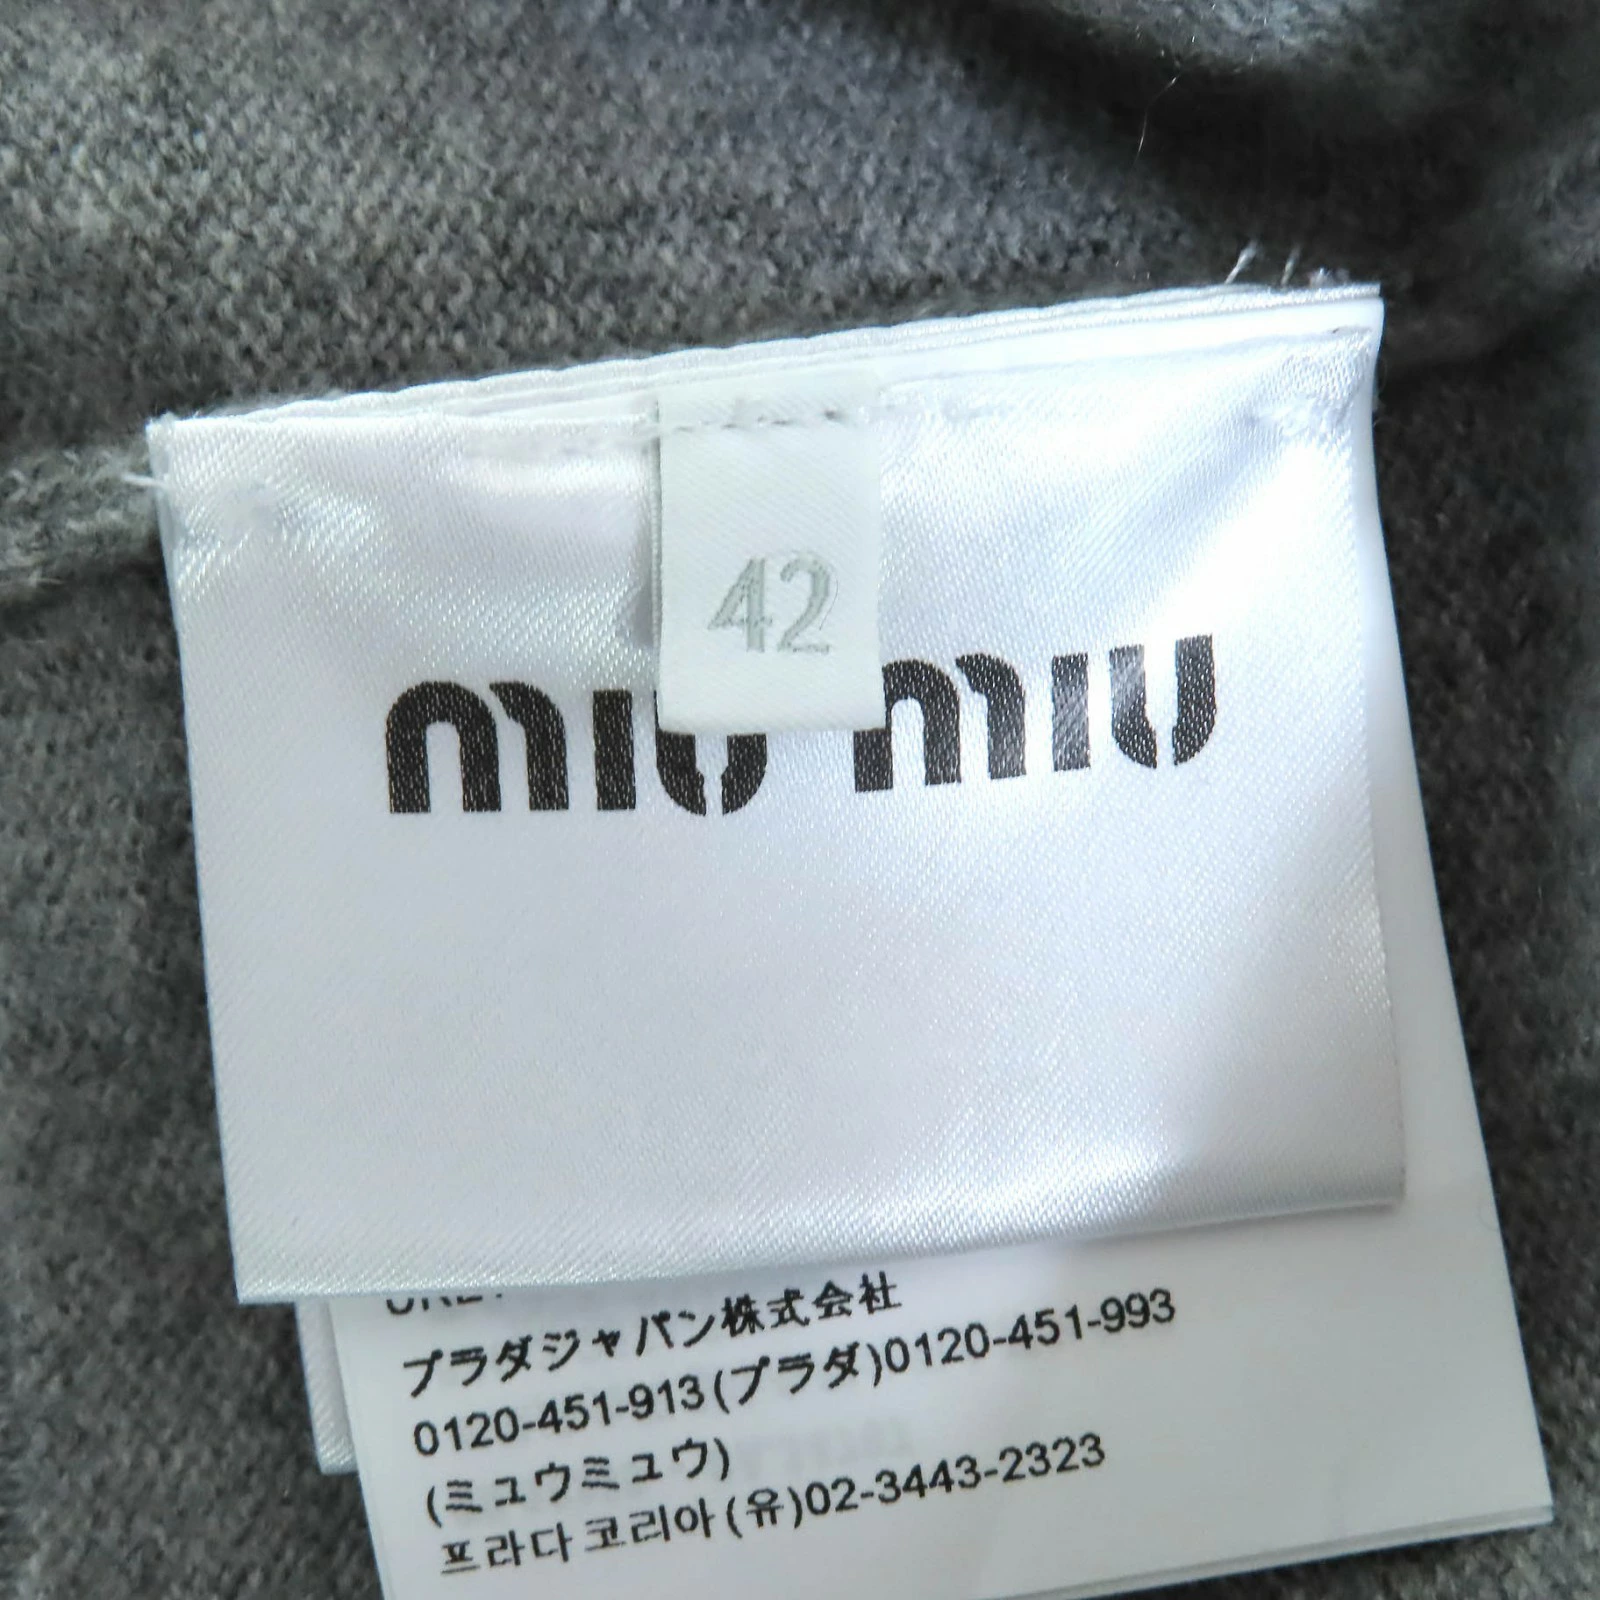 42
miu miu
プラダジャパン株式会社
0120-451-913(プラダ)0120-451-993
(ミュウミュウ)
프라다코리아(유)02-3443-2323